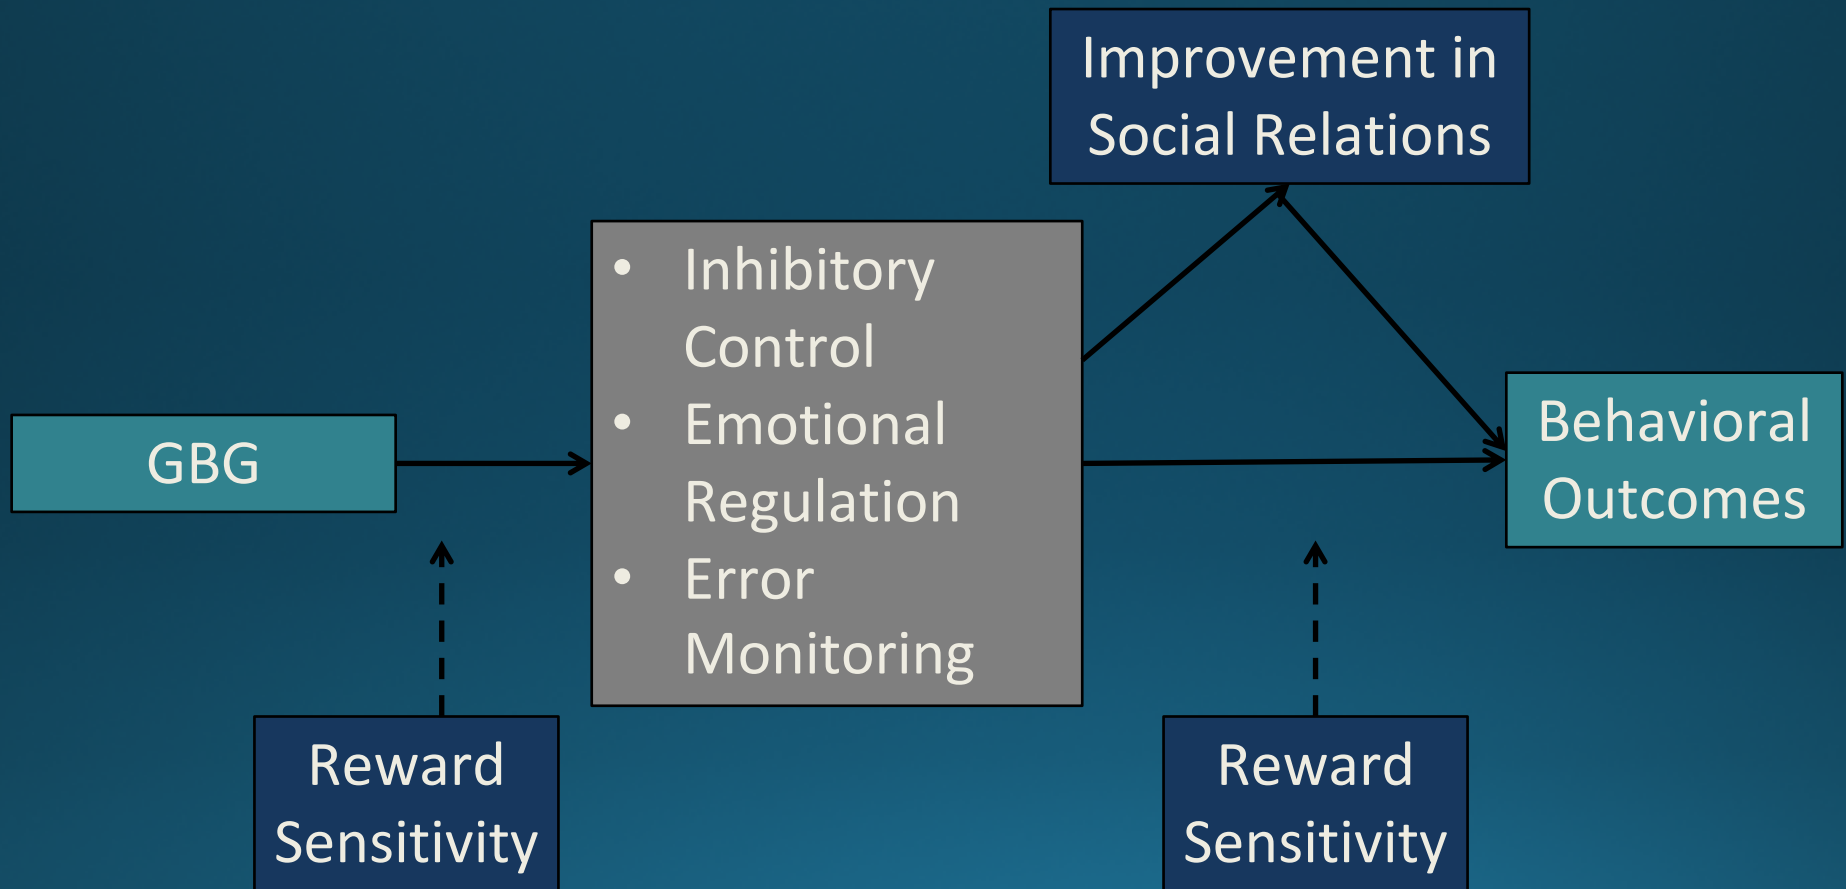 Improvement in
Social Relations
• Inhibitory
Control
• Emotional
Regulation
• Error
Monitoring
GBG
Behavioral
Outcomes
Reward
Sensitivity
Reward
Sensitivity